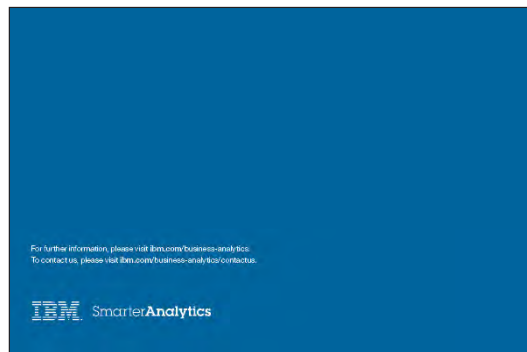 For further information, please visit ibm.com/business-analytics.
To contact us, please visit ibm.com/business-analytics/contactus.
IBM. SmarterAnalytics